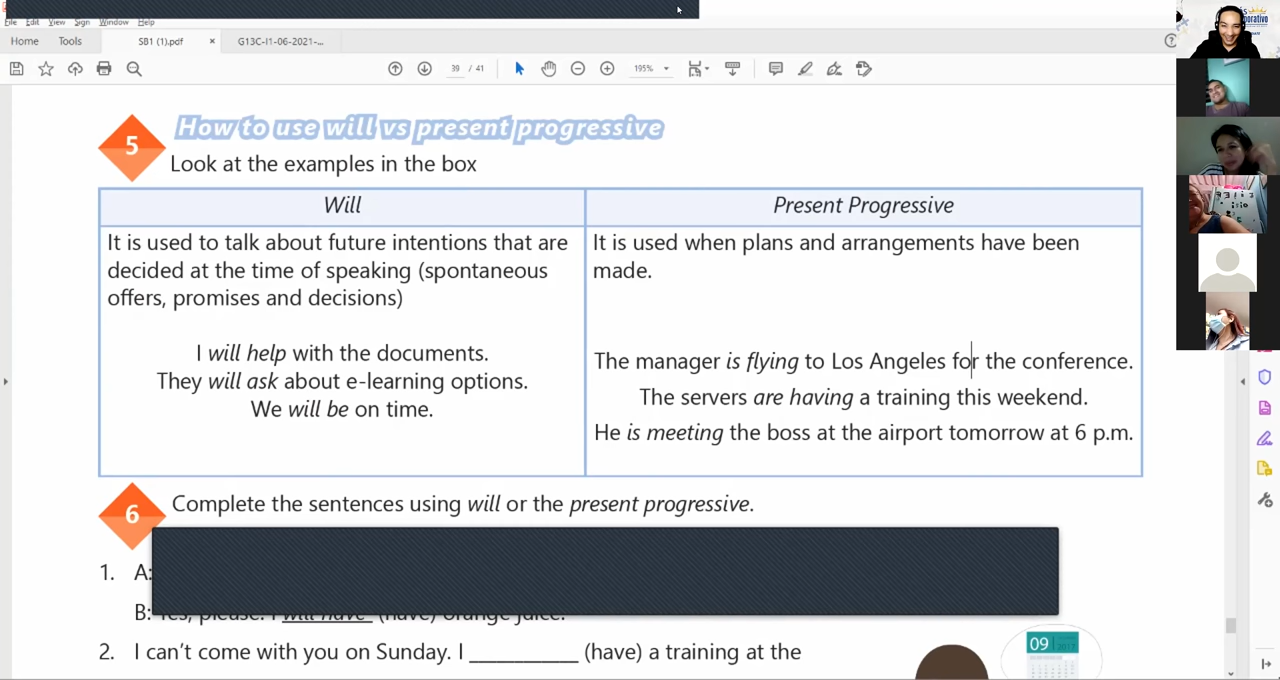 File Edit View Sign Window Help
Home Tools SB1 (1).pdf × G13C-I1-06-2021-...
39 / 41 195%
5 How to use will vs present progressive
Look at the examples in the box
Will
It is used to talk about future intentions that are
decided at the time of speaking (spontaneous
offers, promises and decisions)
I will help with the documents.
They will ask about e-learning options.
We will be on time.
Present Progressive
It is used when plans and arrangements have been
made.
The manager is flying to Los Angeles for the conference.
The servers are having a training this weekend.
He is meeting the boss at the airport tomorrow at 6 p.m.
6 Complete the sentences using will or the present progressive.
1. A:
B: Yes, please. I will have (have) orange juice.
2. I can't come with you on Sunday. I __________ (have) a training at the
09